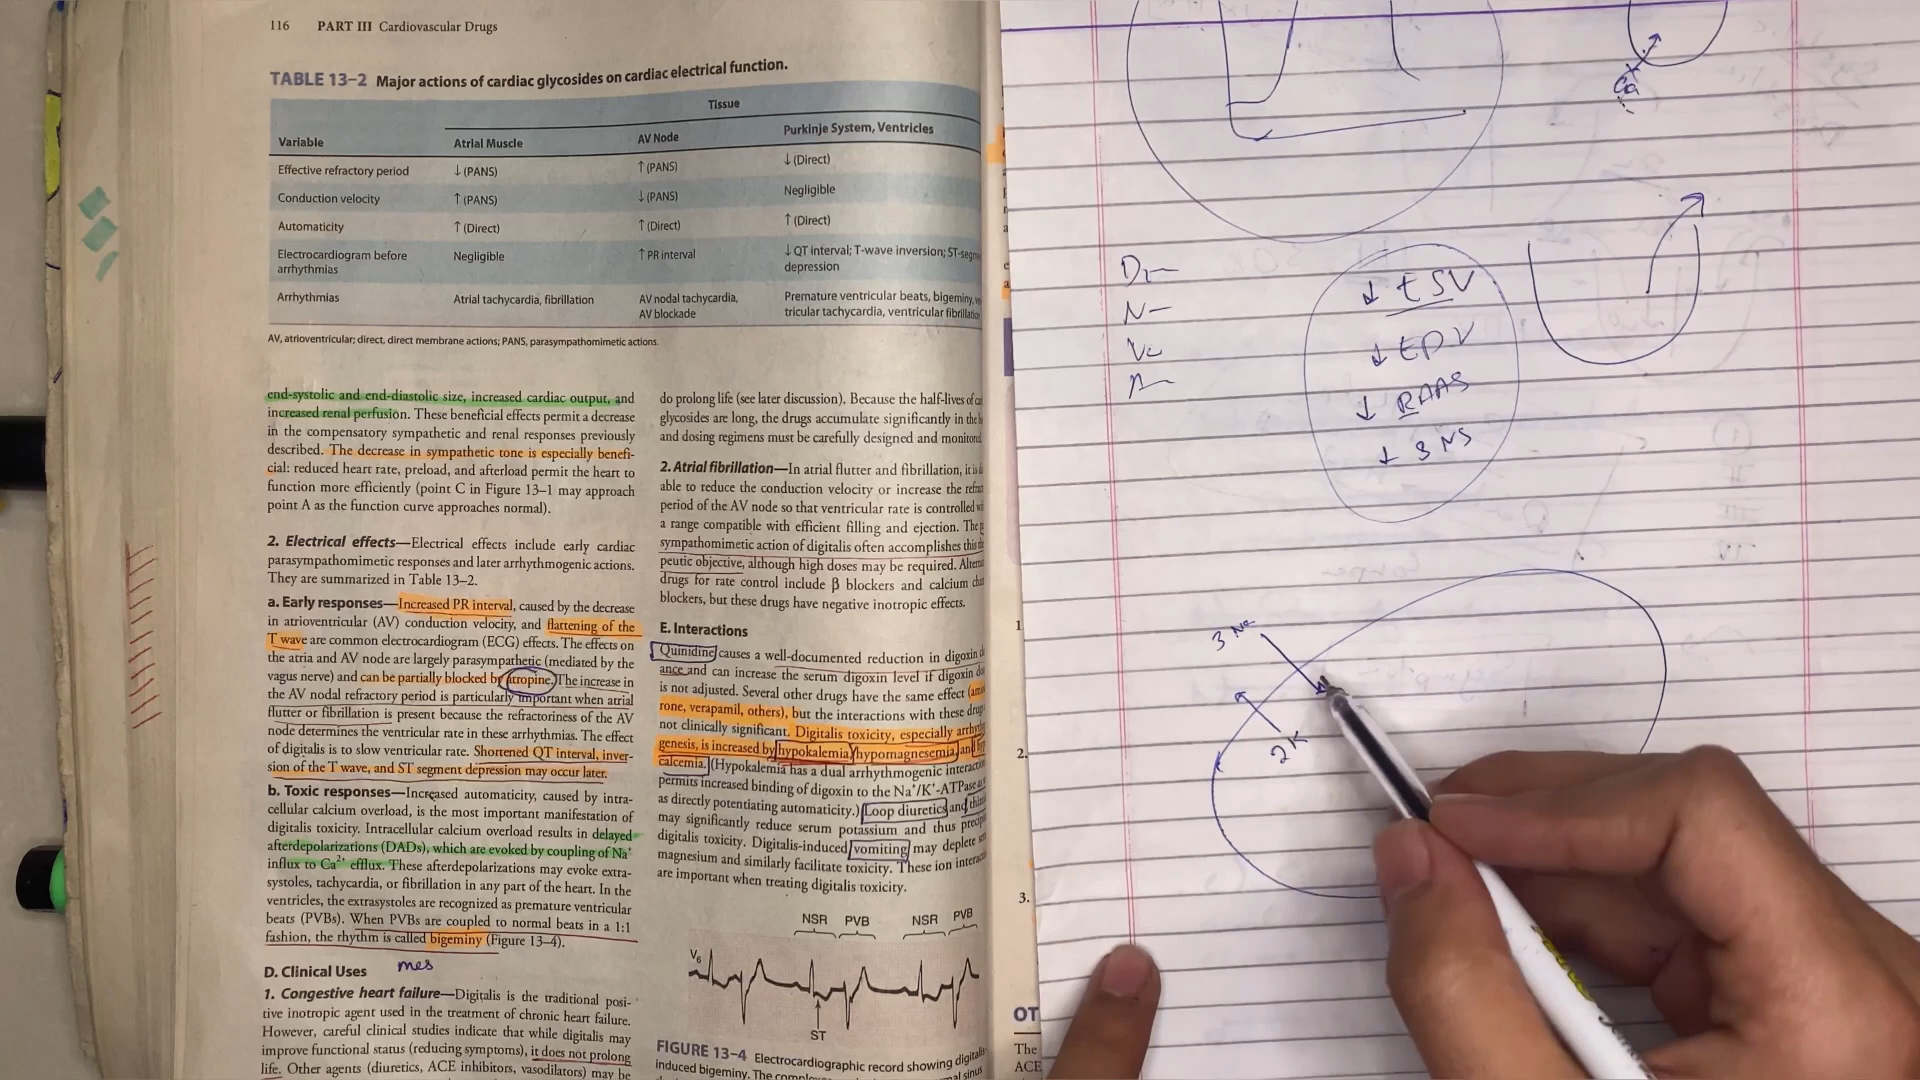 116 PART III Cardiovascular Drugs
TABLE 13–2 Major actions of cardiac glycosides on cardiac electrical function.
Tissue
Variable Atrial Muscle AV Node Purkinje System, Ventricles
Effective refractory period ↓ (PANS) ↑ (PANS) ↓ (Direct)
Conduction velocity ↑ (PANS) ↓ (PANS) Negligible
Automaticity ↑ (Direct) ↑ (Direct) ↑ (Direct)
Electrocardiogram before arrhythmias Negligible ↑ PR interval ↓ QT interval; T-wave inversion; ST-segm
depression
Arrhythmias Atrial tachycardia, fibrillation AV nodal tachycardia, Premature ventricular beats, bigeminy,
AV blockade tricular tachycardia, ventricular fibrillatio
AV, atrioventricular; direct, direct membrane actions; PANS, parasympathomimetic actions.
end-systolic and end-diastolic size, increased cardiac output, and
increased renal perfusion. These beneficial effects permit a decrease
in the compensatory sympathetic and renal responses previously
described. The decrease in sympathetic tone is especially benefi-
cial: reduced heart rate, preload, and afterload permit the heart to
function more efficiently (point C in Figure 13–1 may approach
point A as the function curve approaches normal).
2. Electrical effects—Electrical effects include early cardiac
parasympathomimetic responses and later arrhythmogenic actions.
They are summarized in Table 13–2.
a. Early responses—Increased PR interval, caused by the decrease
in atrioventricular (AV) conduction velocity, and flattening of the
T wave are common electrocardiogram (ECG) effects. The effects on
the atria and AV node are largely parasympathetic (mediated by the
vagus nerve) and can be partially blocked by atropine. The increase in
the AV nodal refractory period is particularly important when atrial
flutter or fibrillation is present because the refractoriness of the AV
node determines the ventricular rate in these arrhythmias. The effect
of digitalis is to slow ventricular rate. Shortened QT interval, inver-
sion of the T wave, and ST segment depression may occur later.
b. Toxic responses—Increased automaticity, caused by intra-
cellular calcium overload, is the most important manifestation of
digitalis toxicity. Intracellular calcium overload results in delayed
afterdepolarizations (DADs), which are evoked by coupling of Na+
influx to Ca2+ efflux. These afterdepolarizations may evoke extra-
systoles, tachycardia, or fibrillation in any part of the heart. In the
ventricles, the extrasystoles are recognized as premature ventricular
beats (PVBs). When PVBs are coupled to normal beats in a 1:1
fashion, the rhythm is called bigeminy (Figure 13–4).
mes
D. Clinical Uses
1. Congestive heart failure—Digitalis is the traditional posi-
tive inotropic agent used in the treatment of chronic heart failure.
However, careful clinical studies indicate that while digitalis may
improve functional status (reducing symptoms), it does not prolong
life. Other agents (diuretics, ACE inhibitors, vasodilators) may be
do prolong life (see later discussion). Because the half-lives of
glycosides are long, the drugs accumulate significantly in the
and dosing regimens must be carefully designed and monitored
2. Atrial fibrillation—In atrial flutter and fibrillation, it is
able to reduce the conduction velocity or increase the refra
period of the AV node so that ventricular rate is controlled
a range compatible with efficient filling and ejection. The
sympathomimetic action of digitalis often accomplishes this
peutic objective, although high doses may be required. Altern
drugs for rate control include β blockers and calcium
blockers, but these drugs have negative inotropic effects.
E. Interactions
Quinidine causes a well-documented reduction in digoxin
ance and can increase the serum digoxin level if digoxin
is not adjusted. Several other drugs have the same effect
rone, verapamil, others), but the interactions with these drug
not clinically significant. Digitalis toxicity, especially arrhyth
genesis, is increased by hypokalemia, hypomagnesemia, and
calcemia. (Hypokalemia has a dual arrhythmogenic interaction
permits increased binding of digoxin to the Na+/K+-ATPase
as directly potentiating automaticity.) Loop diuretics and
may significantly reduce serum potassium and thus precip
digitalis toxicity. Digitalis-induced vomiting may deplete
magnesium and similarly facilitate toxicity. These ion interac
are important when treating digitalis toxicity.
NSR PVB NSR PVB
V6
ST
FIGURE 13–4 Electrocardiographic record showing digitalis-
induced bigeminy. The
Ca
↓ ESV
↓ EDV
↓ RAAS
↓ SNS
3 Na
2K
1
2.
3.
OT
The
ACE